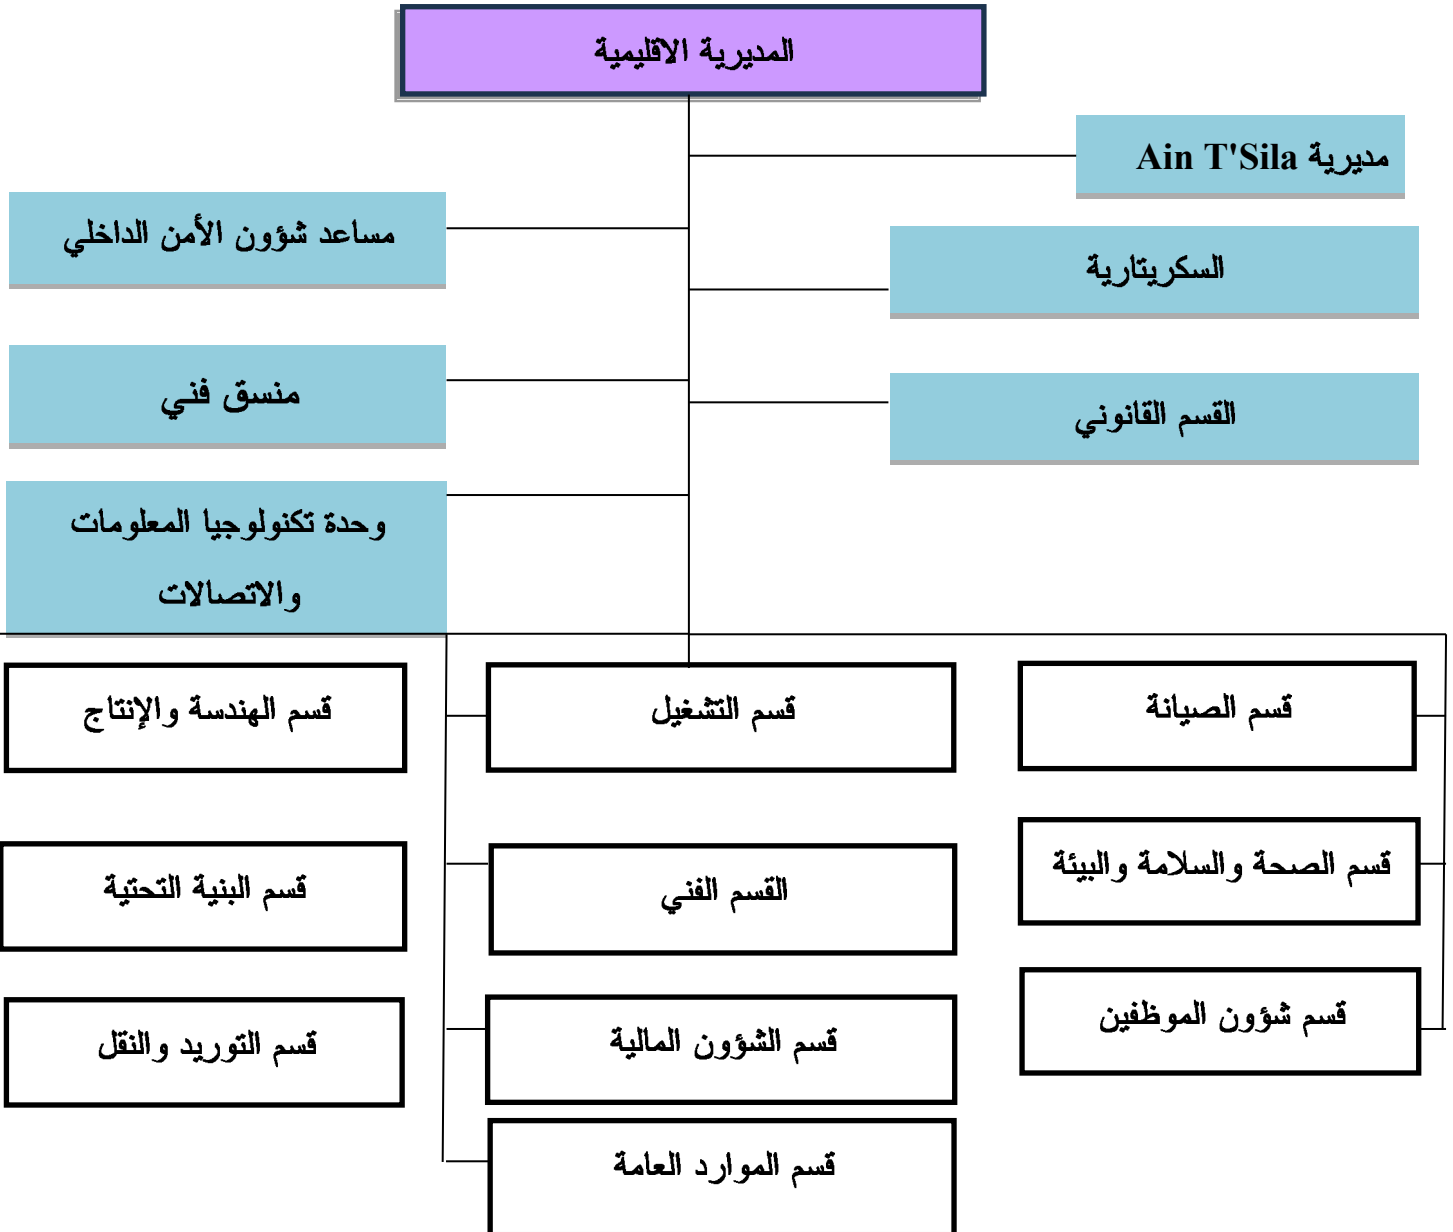 المديرية الاقليمية
مديرية Ain T'Sila
مساعد شؤون الأمن الداخلي
السكريتارية
منسق فني
القسم القانوني
وحدة تكنولوجيا المعلومات
والاتصالات
قسم الصيانة
قسم التشغيل
قسم الهندسة والإنتاج
قسم الصحة والسلامة والبيئة
القسم الفني
قسم البنية التحتية
قسم شؤون الموظفين
قسم الشؤون المالية
قسم التوريد والنقل
قسم الموارد العامة